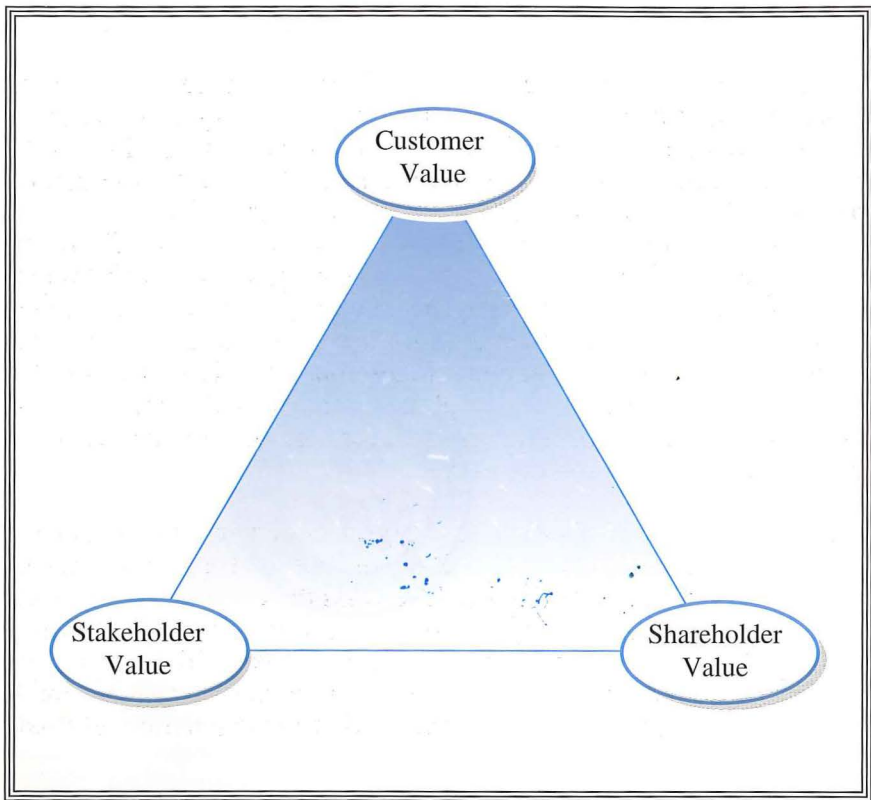 Customer
Value
Stakeholder
Value
Shareholder
Value